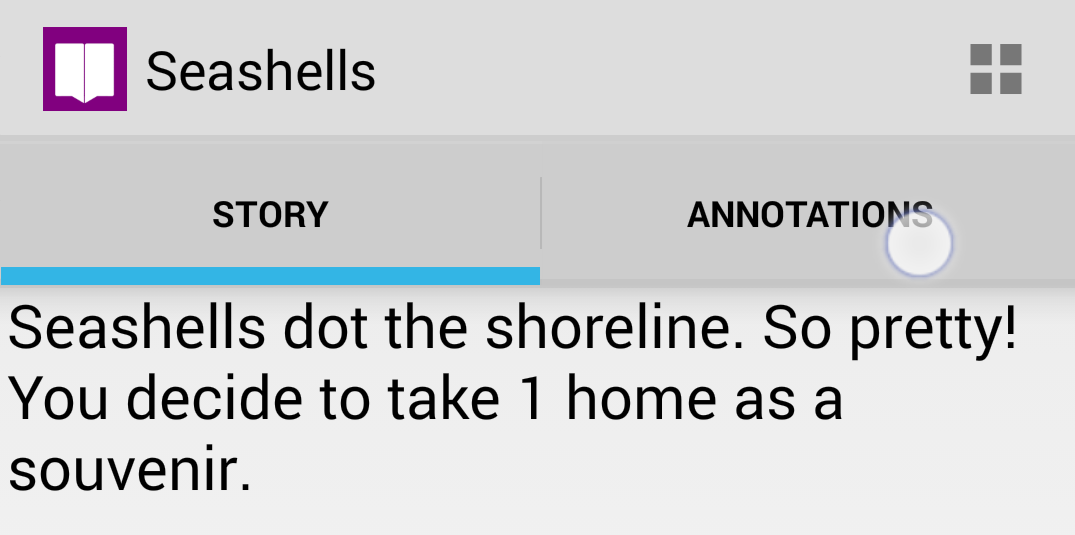 Seashells
STORY
ANNOTATIONS
Seashells dot the shoreline. So pretty!
You decide to take 1 home as a
souvenir.